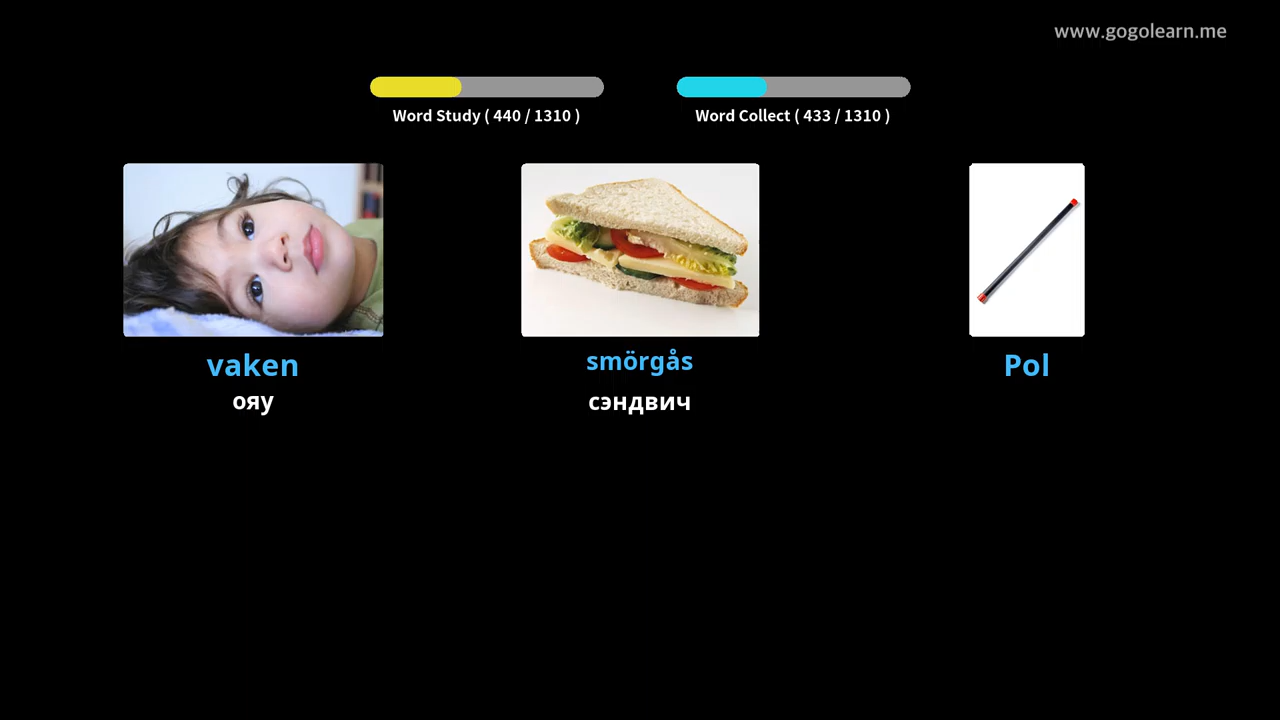 www.gogolearn.me
Word Study ( 440 / 1310 )
Word Collect ( 433 / 1310 )
vaken
ояу
smörgås
сэндвич
Pol